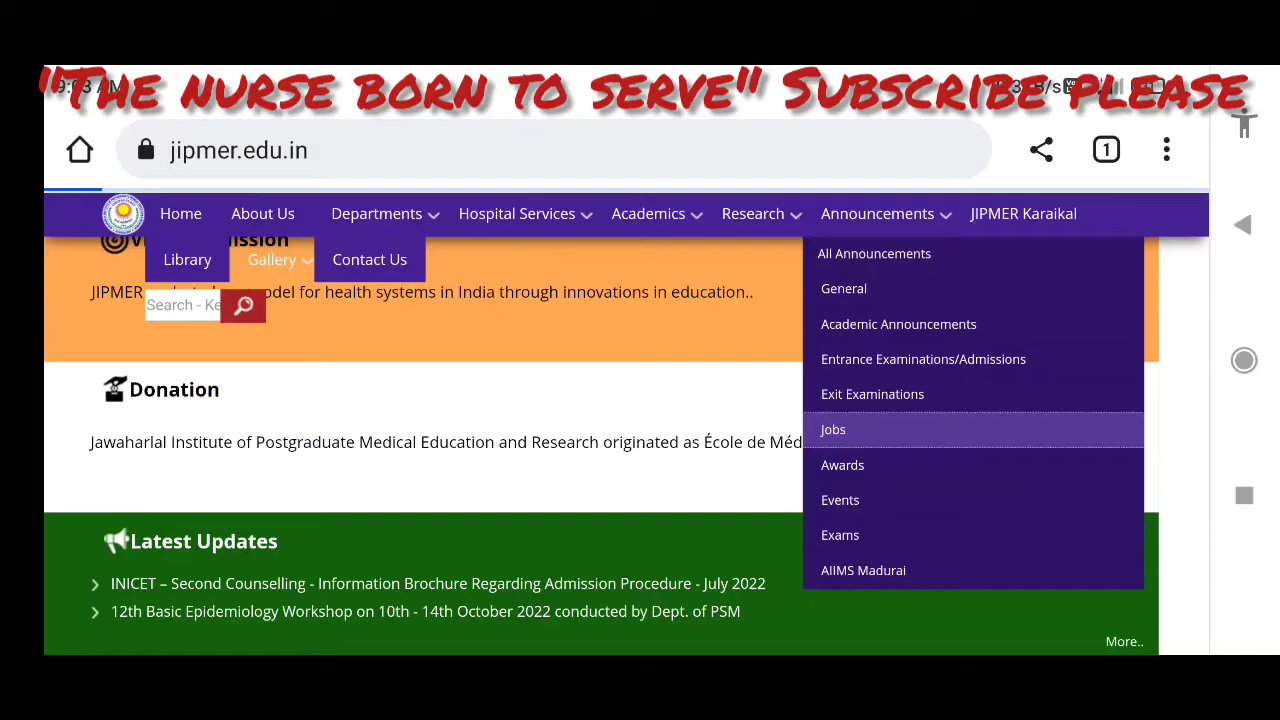 "The nurse born to serve" Subscribe please
jipmer.edu.in
1
Home About Us Departments Hospital Services Academics Research Announcements JIPMER Karaikal
Library Gallery Contact Us
JIPMER model for health systems in India through innovations in education..
Search - Ke
All Announcements
General
Academic Announcements
Entrance Examinations/Admissions
Exit Examinations
Jobs
Awards
Events
Exams
AIIMS Madurai
Donation
Jawaharlal Institute of Postgraduate Medical Education and Research originated as École de Méd
Latest Updates
INICET – Second Counselling - Information Brochure Regarding Admission Procedure - July 2022
12th Basic Epidemiology Workshop on 10th - 14th October 2022 conducted by Dept. of PSM
More..